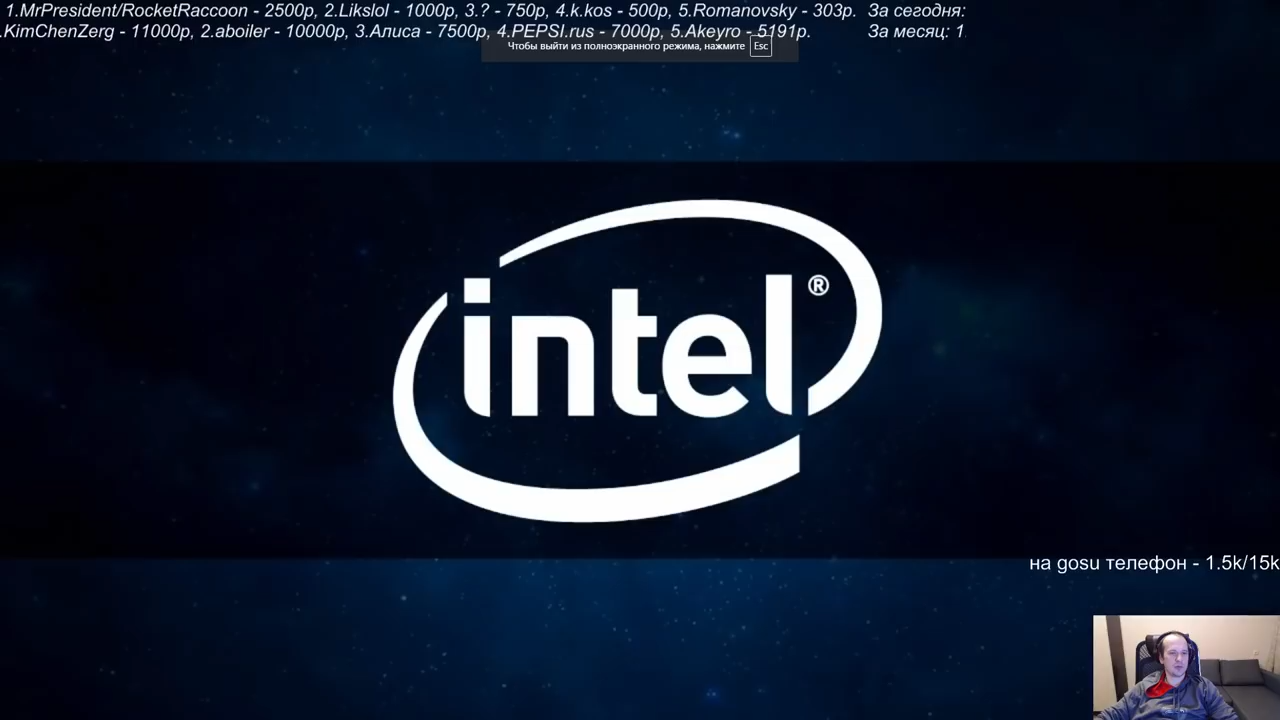 1.MrPresident/RocketRaccoon - 2500р, 2.Likslol - 1000р, 3.? - 750р, 4.k.kos - 500р, 5.Romanovsky - 303р. За сегодня:
.KimChenZerg - 11000р, 2.aboiler - 10000р, 3.Алиса - 7500р, 4.PEPSI.rus - 7000р, 5.Akeyro - 5191р. За месяц: 1
Чтобы выйти из полноэкранного режима, нажмите Esc
intel®
на gosu телефон - 1.5k/15k